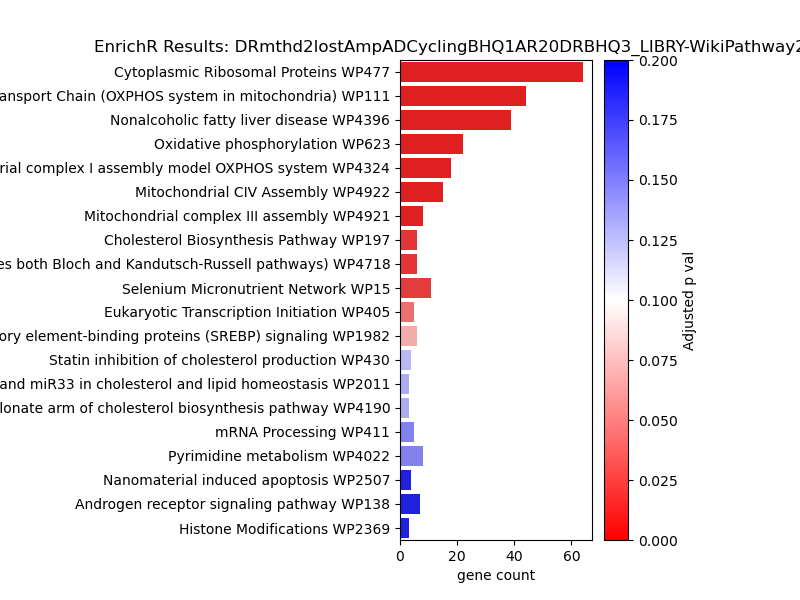 EnrichR Results: DRmthd2lostAmpADCyclingBHQ1AR20DRBHQ3_LIBRY-WikiPathway2
Cytoplasmic Ribosomal Proteins WP477
Transport Chain (OXPHOS system in mitochondria) WP111
Nonalcoholic fatty liver disease WP4396
Oxidative phosphorylation WP623
rial complex I assembly model OXPHOS system WP4324
Mitochondrial CIV Assembly WP4922
Mitochondrial complex III assembly WP4921
Cholesterol Biosynthesis Pathway WP197
es both Bloch and Kandutsch-Russell pathways) WP4718
Selenium Micronutrient Network WP15
Eukaryotic Transcription Initiation WP405
ory element-binding proteins (SREBP) signaling WP1982
Statin inhibition of cholesterol production WP430
and miR33 in cholesterol and lipid homeostasis WP2011
lonate arm of cholesterol biosynthesis pathway WP4190
mRNA Processing WP411
Pyrimidine metabolism WP4022
Nanomaterial induced apoptosis WP2507
Androgen receptor signaling pathway WP138
Histone Modifications WP2369
0 20 40 60
gene count
0.200
0.175
0.150
0.125
0.100
0.075
0.050
0.025
0.000
Adjusted p val